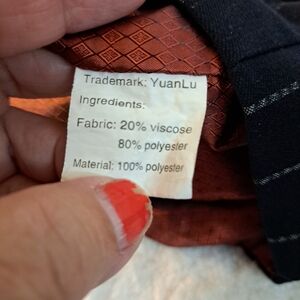 Trademark: YuanLu
Ingredients:
Fabric: 20% viscose
80% polyester
Material: 100% polyester